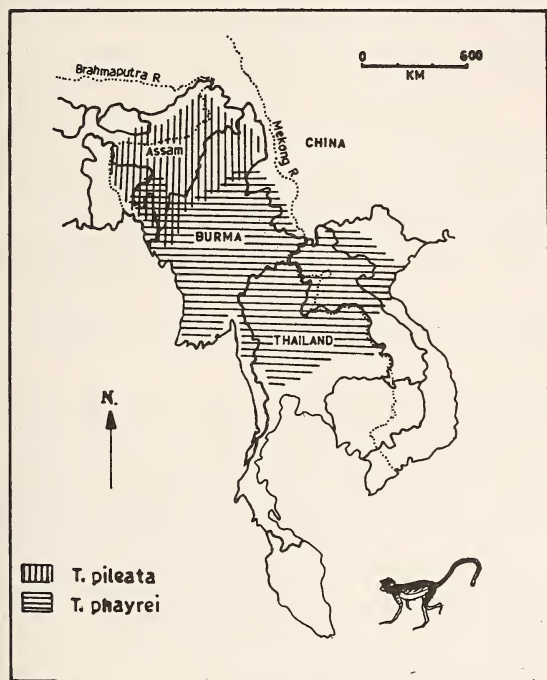 0 600
KM
Brahmaputra R
Mekong R
CHINA
Assam
BURMA
THAILAND
N.
T. pileata
T. phayrei